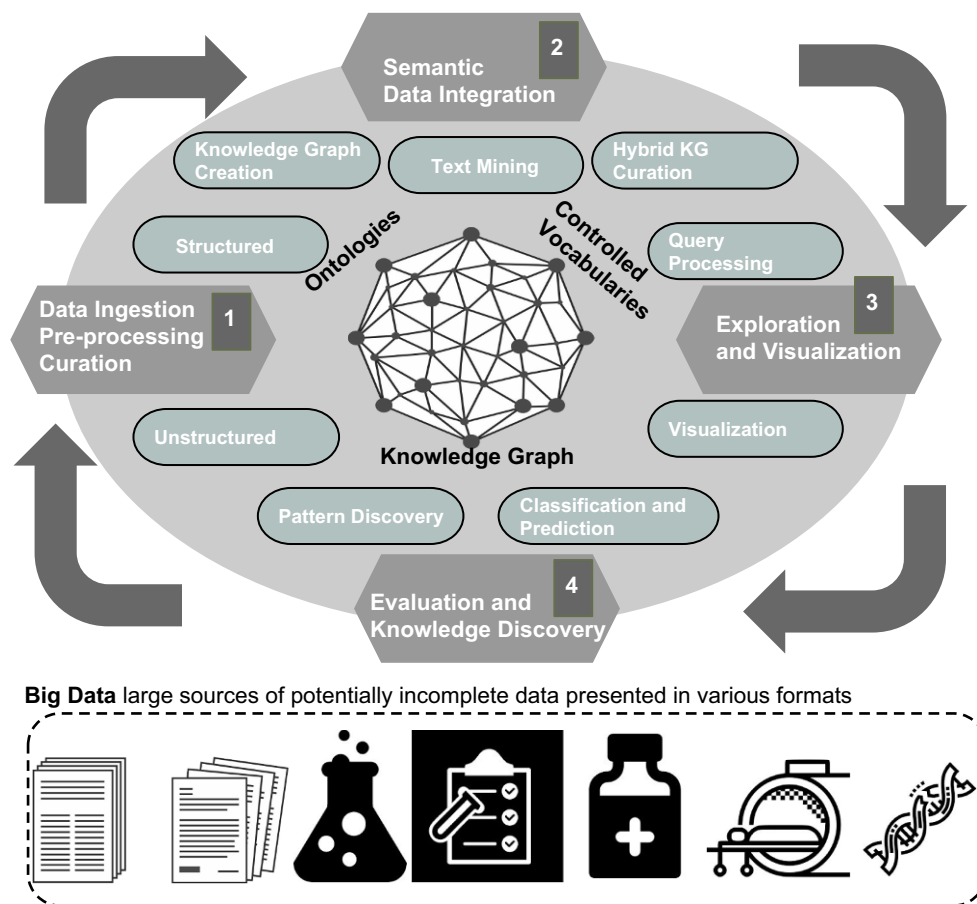 2
Semantic
Data Integration
Knowledge Graph
Creation
Text Mining
Hybrid KG
Curation
Structured
Ontologies
Controlled
Vocabularies
Query
Processing
Data Ingestion
Pre-processing
Curation
1
3
Exploration
and Visualization
Unstructured
Visualization
Knowledge Graph
Pattern Discovery
Classification and
Prediction
4
Evaluation and
Knowledge Discovery
Big Data large sources of potentially incomplete data presented in various formats